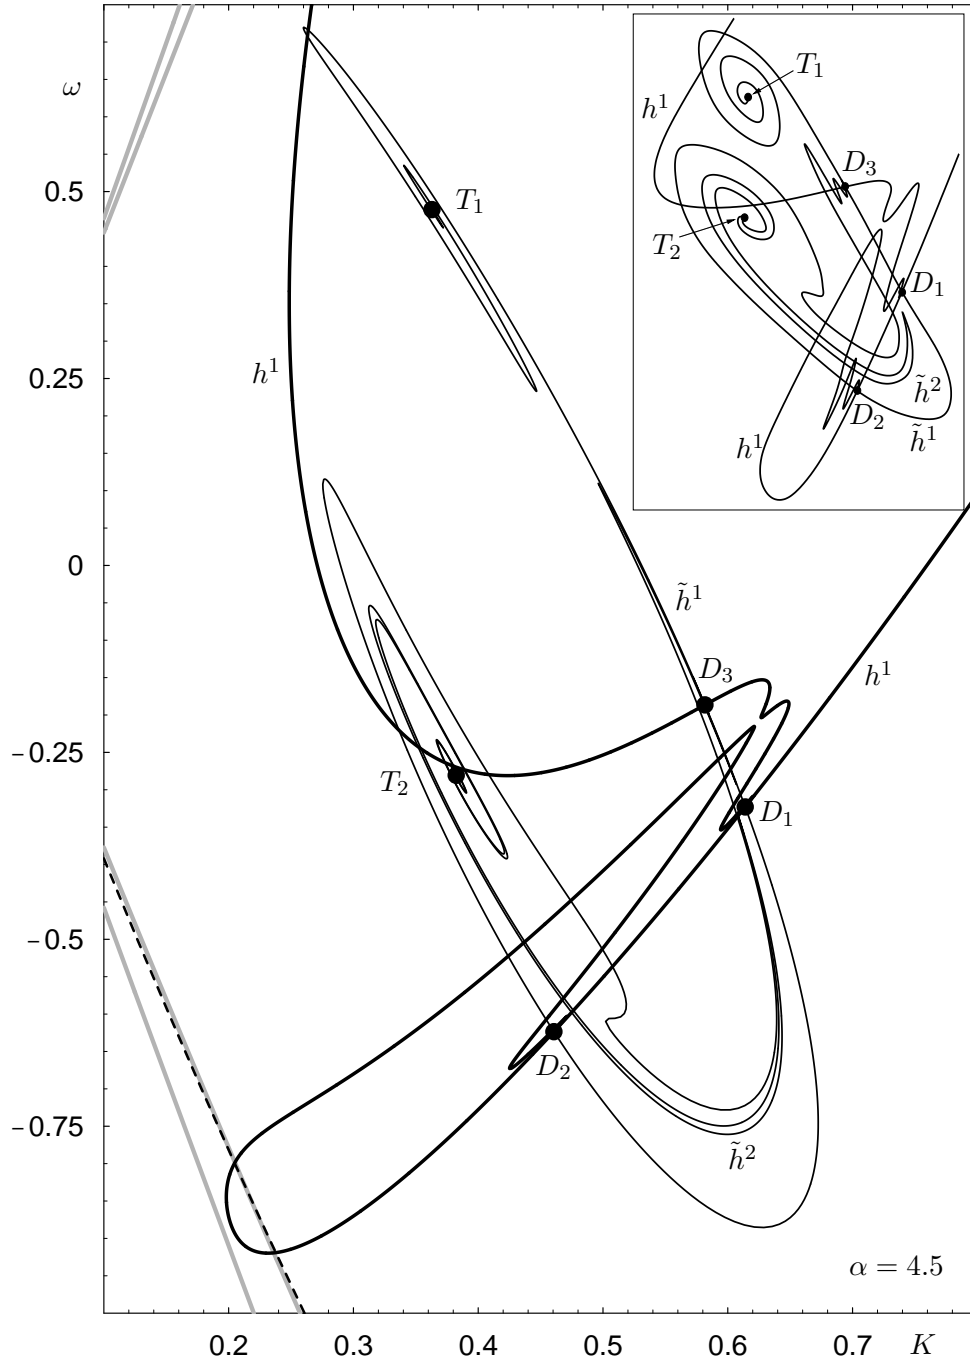 ω
0.5
0.25
0
−0.25
−0.5
−0.75
0.2 0.3 0.4 0.5 0.6 0.7 K
T₁
h¹
h̃¹
D₃
h¹
T₂
D₁
D₂
h̃²
α = 4.5
T₁
h¹
D₃
T₂
D₁
h̃²
D₂
h¹
h̃¹